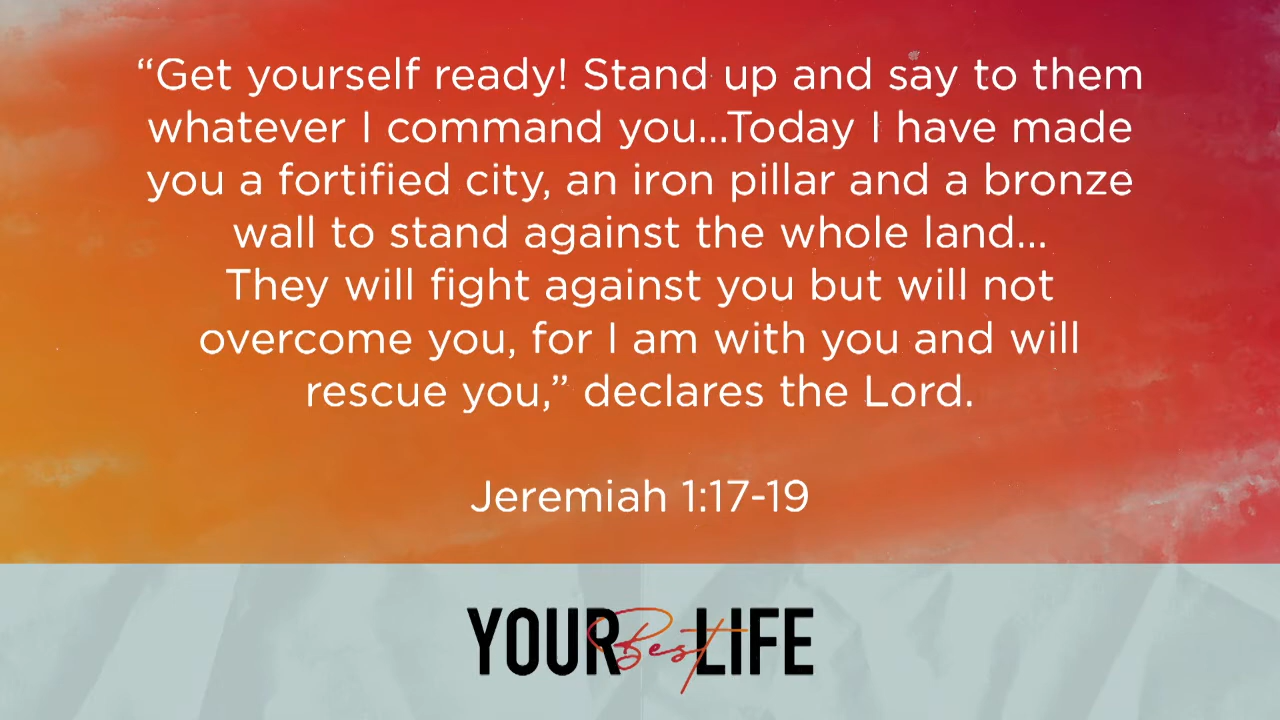 “Get yourself ready! Stand up and say to them
whatever I command you...Today I have made
you a fortified city, an iron pillar and a bronze
wall to stand against the whole land...
They will fight against you but will not
overcome you, for I am with you and will
rescue you,” declares the Lord.
Jeremiah 1:17-19
YOUR Best LIFE